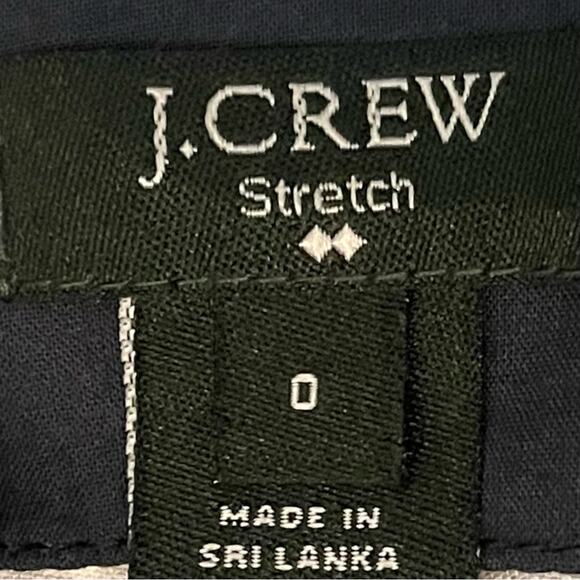 J.CREW
Stretch
0
MADE IN
SRI LANKA